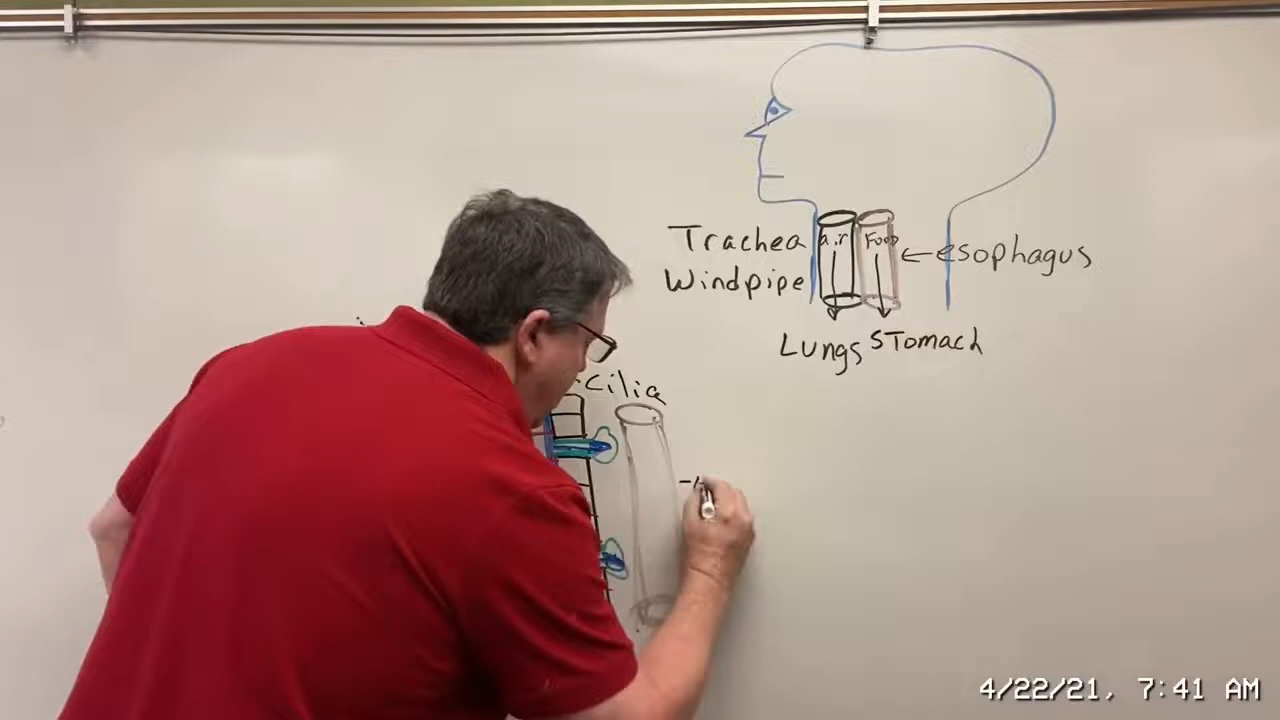 Trachea
Windpipe
air
Food
esophagus
Lungs
STomach
Cilia
4/22/21, 7:41 AM